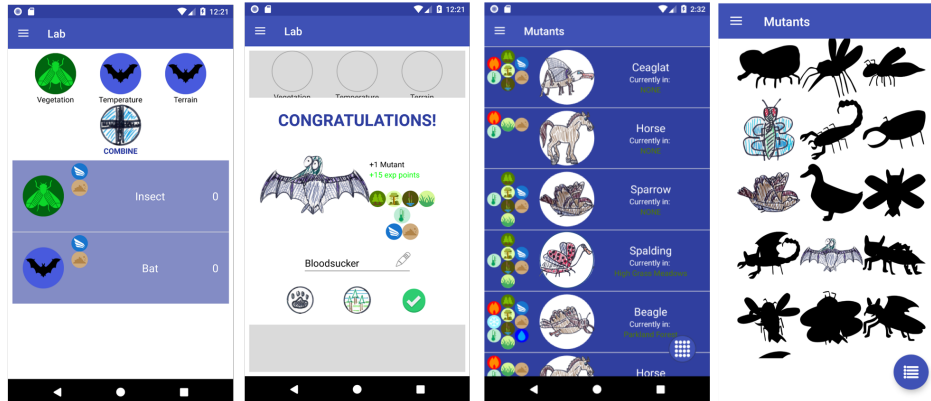 12:21
Lab
Vegetation
Temperature
Terrain
COMBINE
Insect
0
Bat
0
12:21
Lab
Vegetation
Temperature
Terrain
CONGRATULATIONS!
+1 Mutant
+15 exp points
Bloodsucker
2:32
Mutants
Ceaglat
Currently in:
NONE
Horse
Currently in:
NONE
Sparrow
Currently in:
NONE
Spalding
Currently in:
High Grass Meadows
Beagle
Currently in:
Parkland Forest
Horse
Mutants